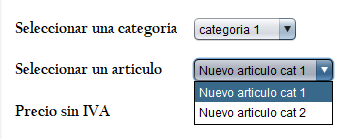 Seleccionar una categoria categoria 1
Seleccionar un articulo Nuevo articulo cat 1
Nuevo articulo cat 1
Precio sin IVA Nuevo articulo cat 2